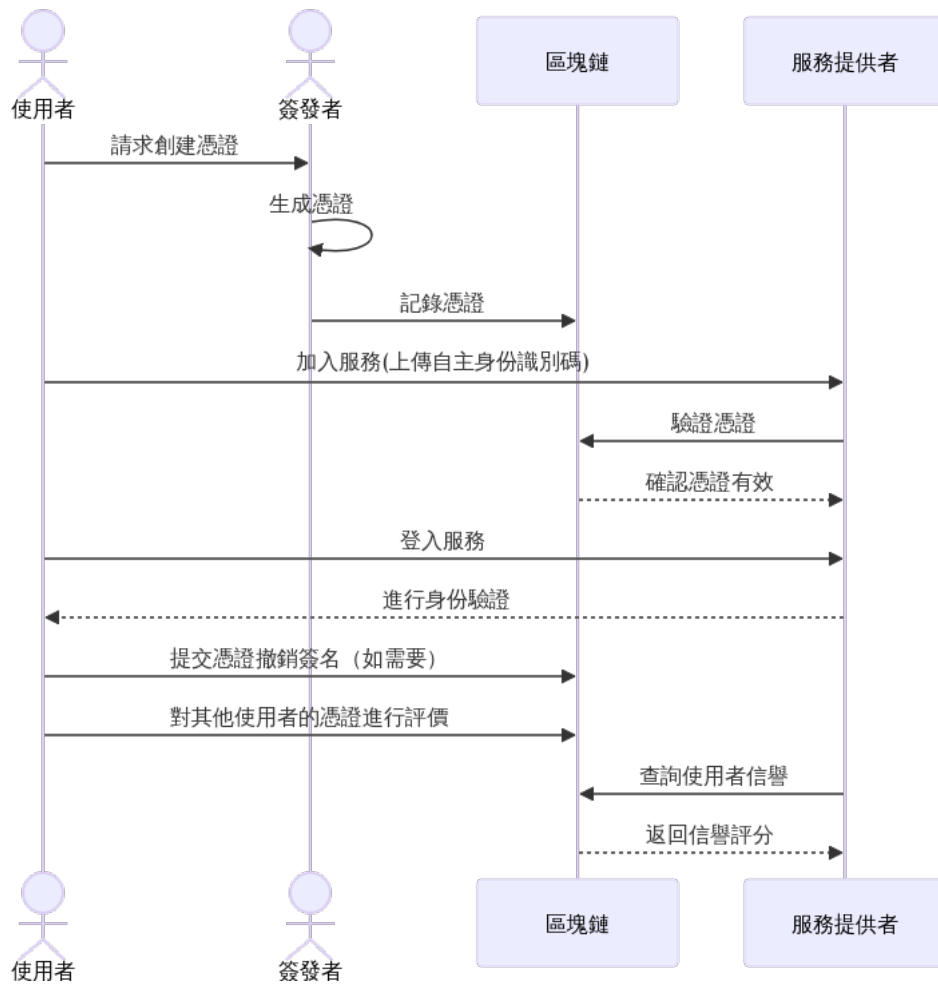 使用者
簽發者
區塊鏈
服務提供者
請求創建憑證
生成憑證
記錄憑證
加入服務(上傳自主身份識別碼)
驗證憑證
確認憑證有效
登入服務
進行身份驗證
提交憑證撤銷簽名（如需要）
對其他使用者的憑證進行評價
查詢使用者信譽
返回信譽評分
使用者
簽發者
區塊鏈
服務提供者